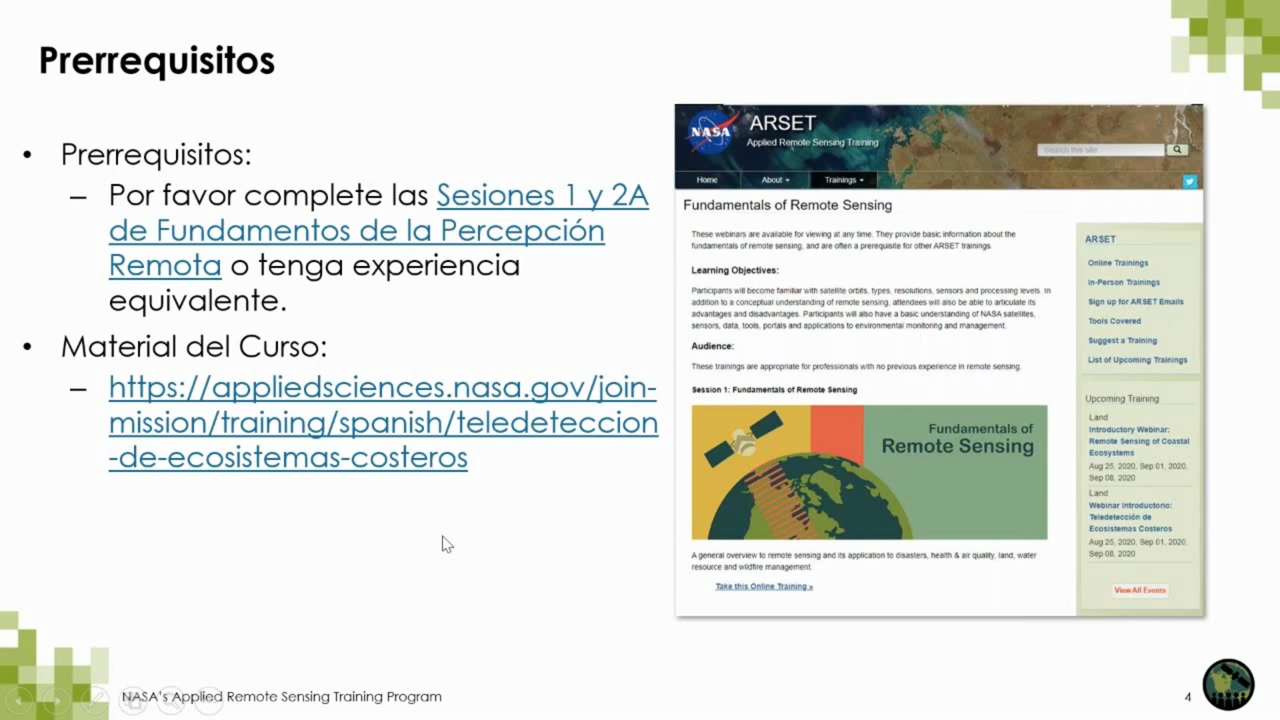 Prerrequisitos
• Prerrequisitos:
– Por favor complete las Sesiones 1 y 2A
de Fundamentos de la Percepción
Remota o tenga experiencia
equivalente.
• Material del Curso:
– https://appliedsciences.nasa.gov/join-
mission/training/spanish/teledeteccion
-de-ecosistemas-costeros
NASA
ARSET
Applied Remote Sensing Training
Search this site
Home About Trainings
Fundamentals of Remote Sensing
These webinars are available for viewing at any time. They provide basic information about the
fundamentals of remote sensing, and are often a prerequisite for other ARSET trainings.
Learning Objectives:
Participants will become familiar with satellite orbits, types, resolutions, sensors and processing levels. In
addition to a conceptual understanding of remote sensing, attendees will also be able to articulate its
advantages and disadvantages. Participants will also have a basic understanding of NASA satellites,
sensors, data, tools, portals and applications to environmental monitoring and management.
Audience:
These trainings are appropriate for professionals with no previous experience in remote sensing.
Session 1: Fundamentals of Remote Sensing
Fundamentals of
Remote Sensing
A general overview to remote sensing and its application to disasters, health & air quality, land, water
resource and wildfire management.
Take this Online Training »
ARSET
Online Trainings
In-Person Trainings
Sign up for ARSET Emails
Tools Covered
Suggest a Training
List of Upcoming Trainings
Upcoming Training
Land
Introductory Webinar:
Remote Sensing of Coastal
Ecosystems
Aug 25, 2020, Sep 01, 2020,
Sep 08, 2020
Land
Webinar Introductorio:
Teledetección de
Ecosistemas Costeros
Aug 25, 2020, Sep 01, 2020,
Sep 08, 2020
View All Events
NASA's Applied Remote Sensing Training Program
4